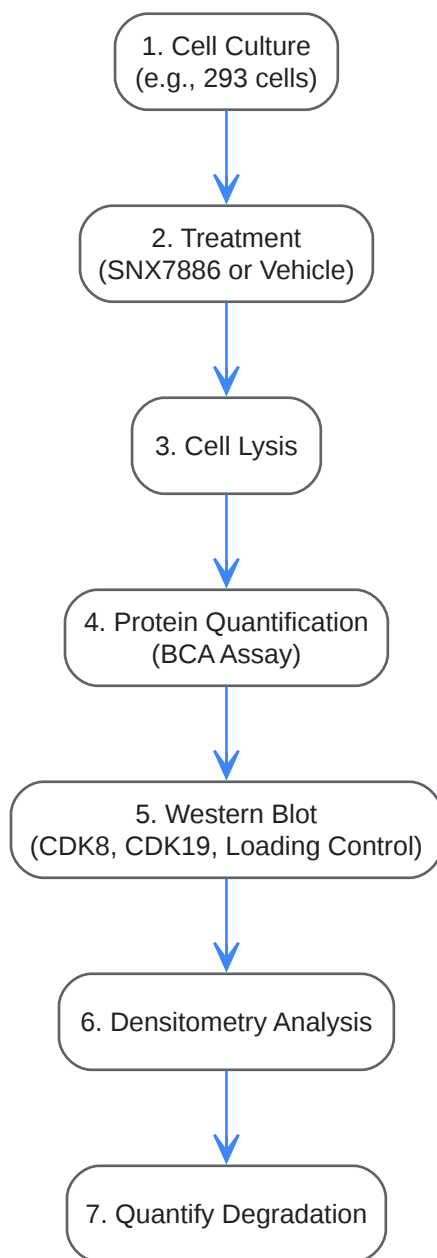 1. Cell Culture
(e.g., 293 cells)
2. Treatment
(SNX7886 or Vehicle)
3. Cell Lysis
4. Protein Quantification
(BCA Assay)
5. Western Blot
(CDK8, CDK19, Loading Control)
6. Densitometry Analysis
7. Quantify Degradation